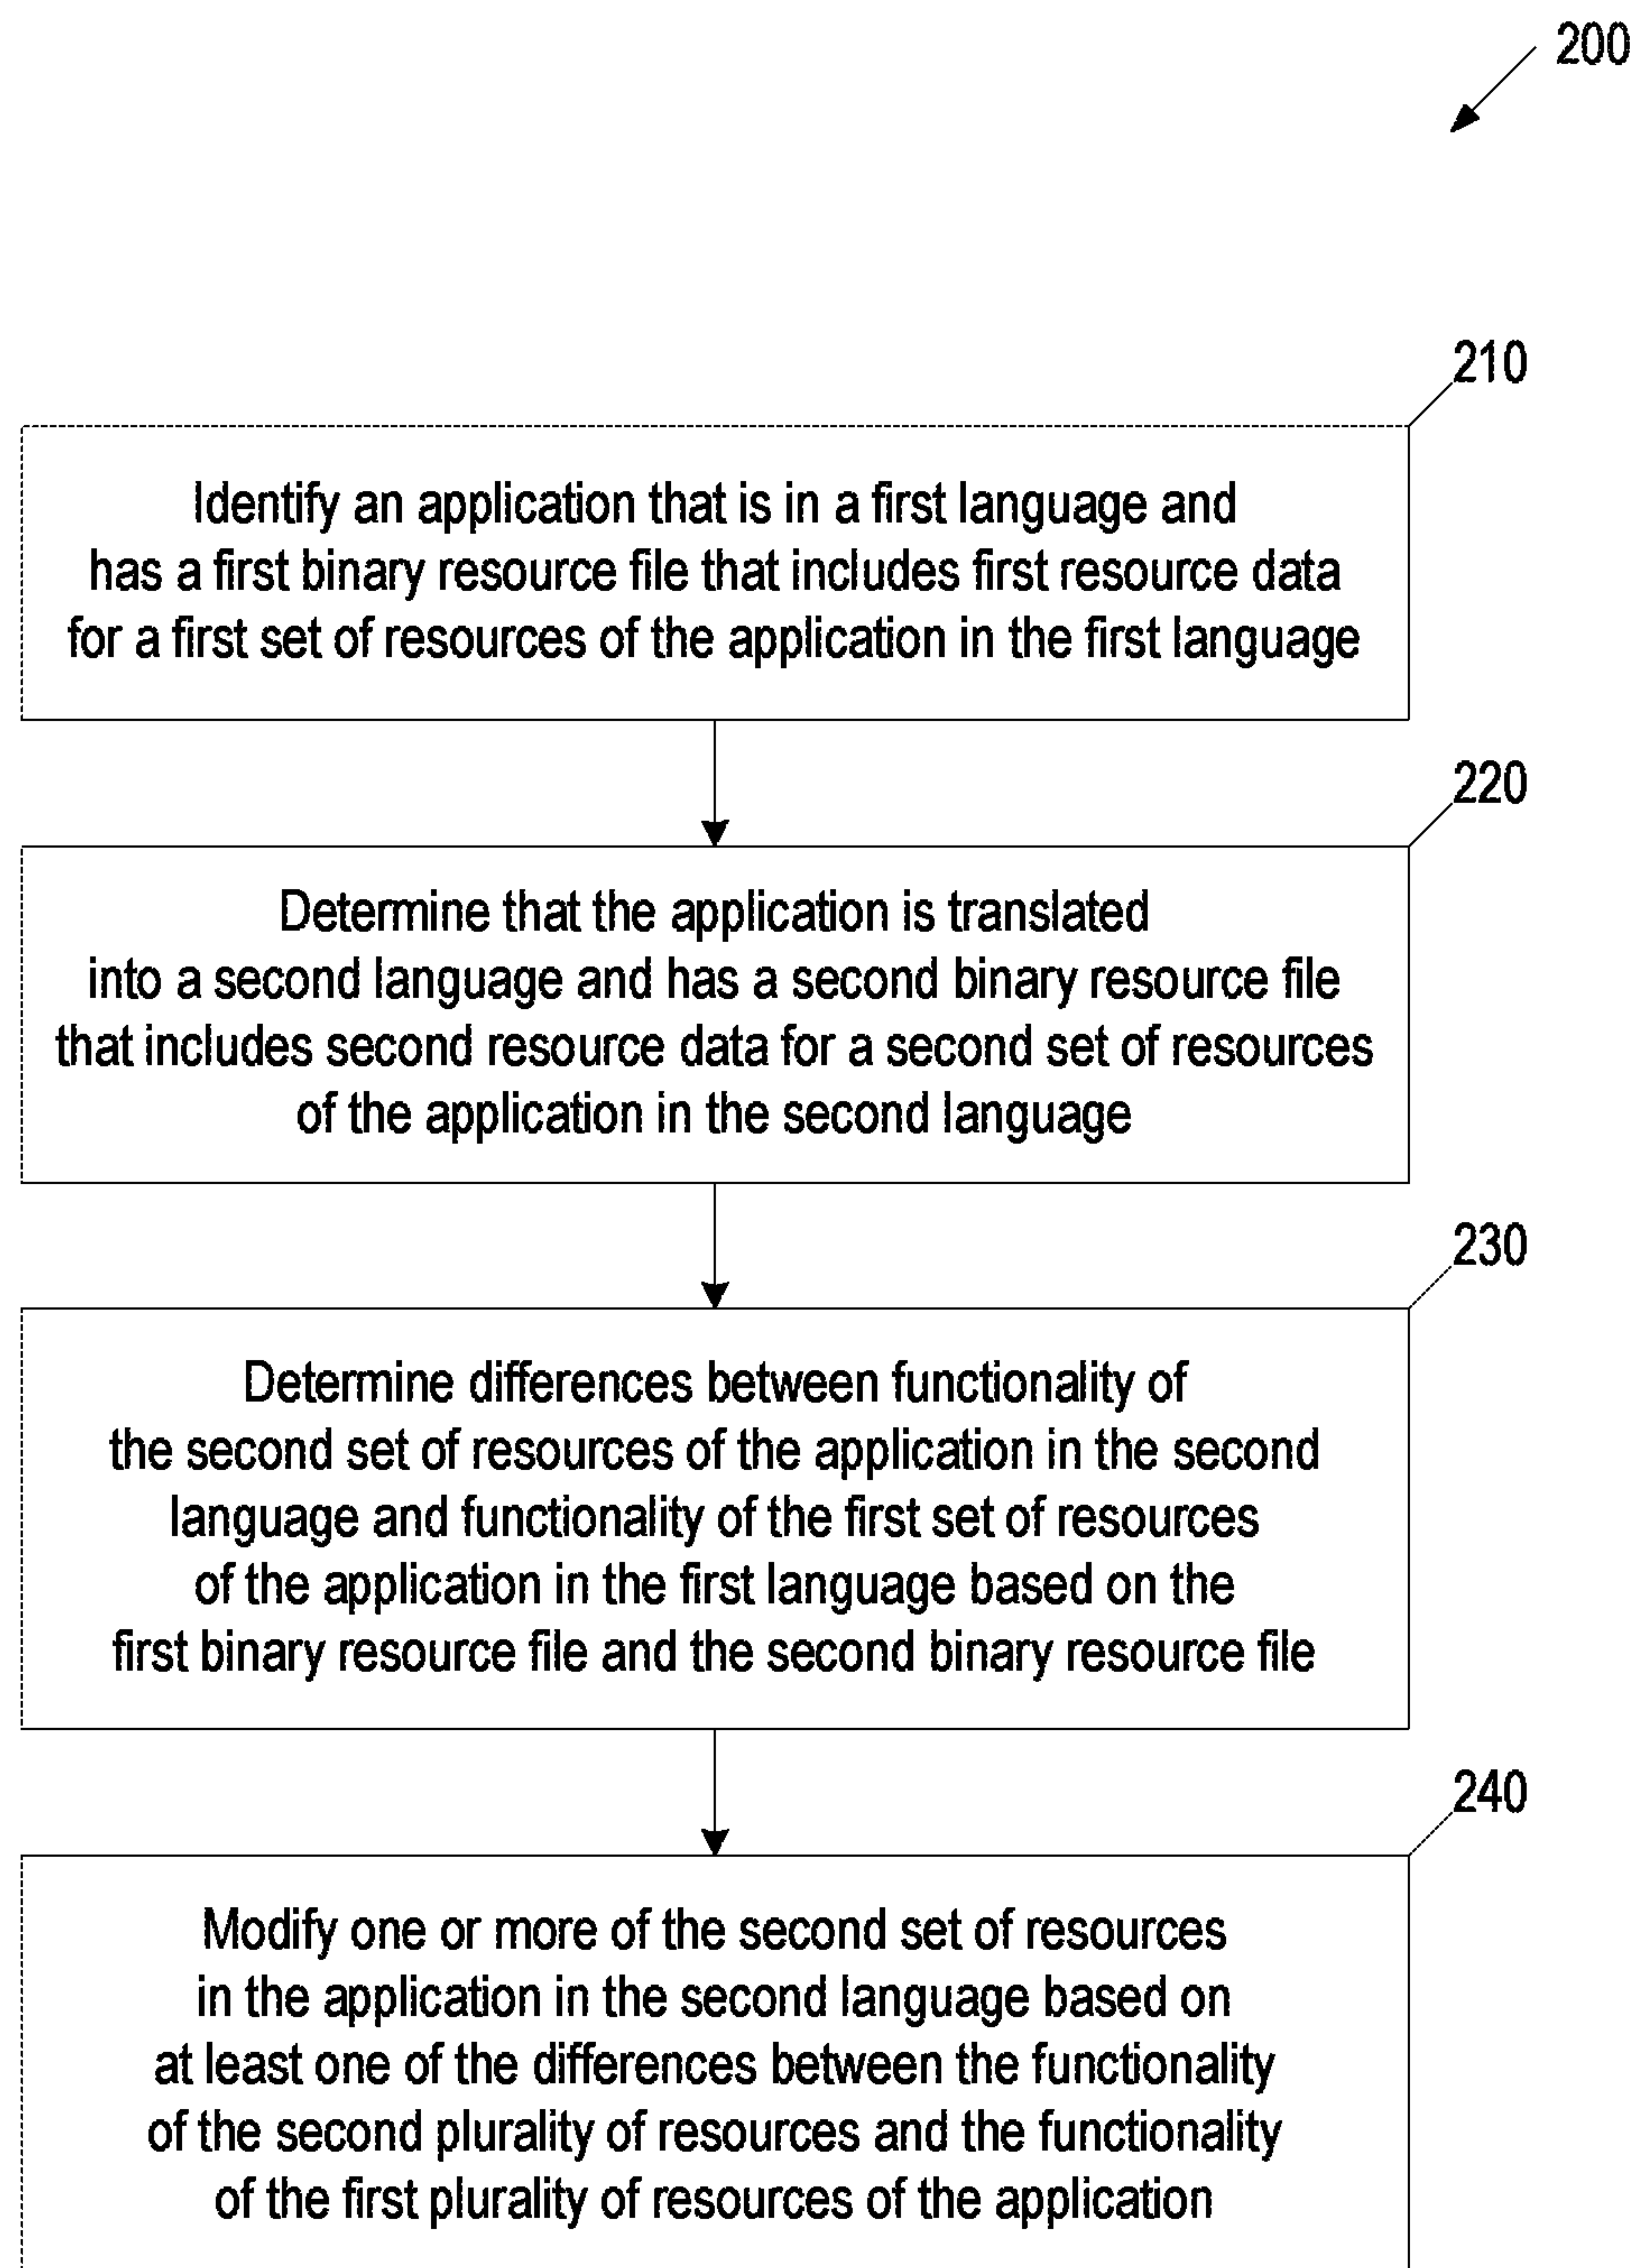 200
210
Identify an application that is in a first language and
has a first binary resource file that includes first resource data
for a first set of resources of the application in the first language
220
Determine that the application is translated
into a second language and has a second binary resource file
that includes second resource data for a second set of resources
of the application in the second language
230
Determine differences between functionality of
the second set of resources of the application in the second
language and functionality of the first set of resources
of the application in the first language based on the
first binary resource file and the second binary resource file
240
Modify one or more of the second set of resources
in the application in the second language based on
at least one of the differences between the functionality
of the second plurality of resources and the functionality
of the first plurality of resources of the application